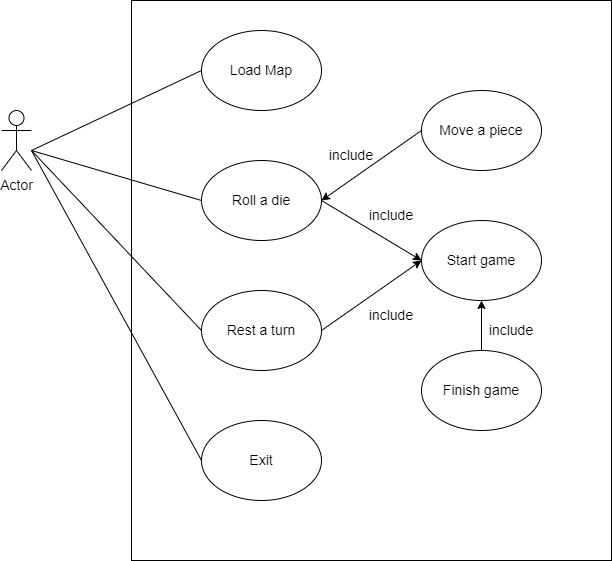 Load Map
Move a piece
include
Actor
Roll a die
include
Start game
include
Rest a turn
include
Finish game
Exit